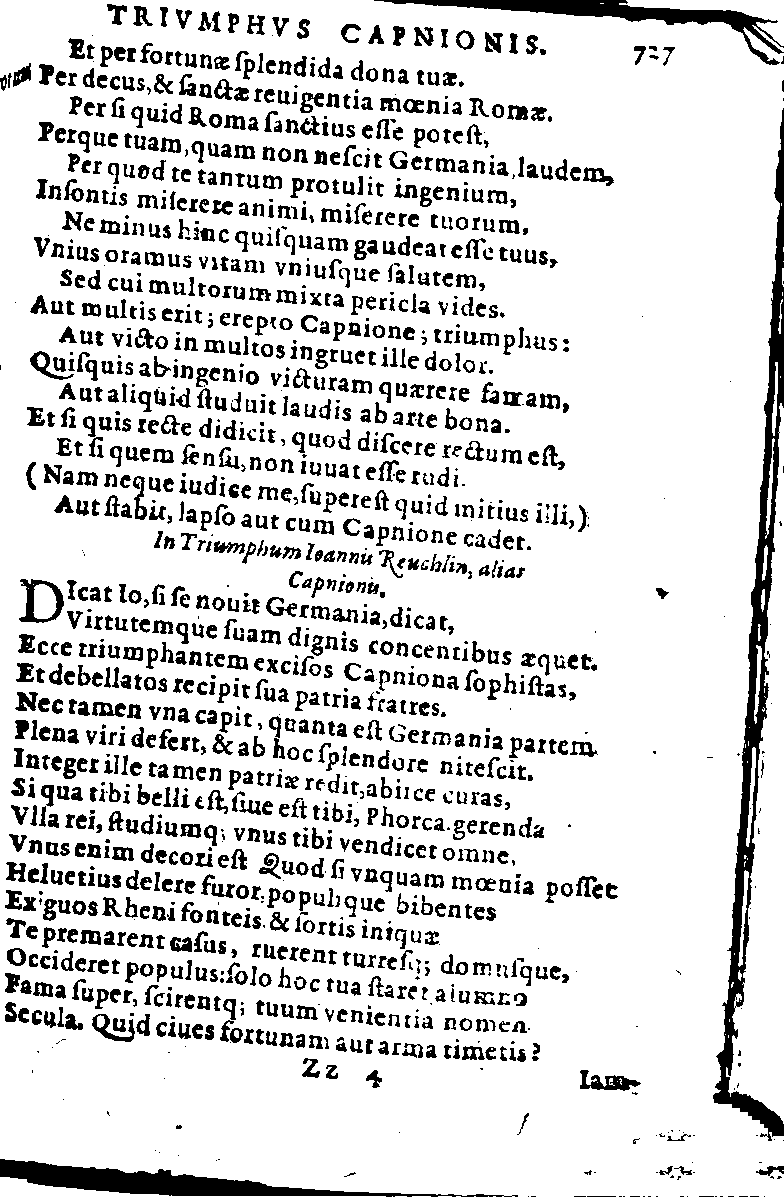 TRIVMPHVS CAPNIONIS. 727
Et per fortunæ ſplendida dona tuæ.
Per decus, & ſanctæ reuigentia mœnia Romæ.
Per ſi quid Roma ſanctius eſſe poteſt,
Perque tuam, quam non neſcit Germania, laudem,
Per quod te tantum protulit ingenium,
Inſontis miſerere animi, miſerere tuorum.
Ne minus hinc quiſquam gaudeat eſſe tuus,
Vnius oramus vitam vniuſque ſalutem,
Sed cui multorum mixta pericla vides.
Aut multis erit; erepto Capnione; triumphus:
Aut victo in multos ingruet ille dolor.
Quiſquis ab ingenio victuram quærere famam,
Aut aliquid ſtuduit laudis ab arte bona.
Et ſi quis recte didicit, quod diſcere rectum eſt,
Et ſi quem ſenſu, non iuuat eſſe rudi.
(Nam neque iudice me, ſupereſt quid mitius illi,)
Aut ſtabit, lapſo aut cum Capnione cadet.
In Triumphum Ioannis Reuchlin, alias
Capnionis.
DIcat Io, ſi ſe nouit Germania, dicat,
Virtutemque ſuam dignis concentibus æquet.
Ecce triumphantem exciſos Capniona ſophiſtas,
Et debellatos recipit ſua patria fratres.
Nec tamen vna capit, quanta eſt Germania partem
Plena viri defert, & ab hoc ſplendore niteſcit.
Integer ille tamen patriæ redit, abiice curas,
Si qua tibi belli eſt, ſiue eſt tibi, Phorca. gerenda
Vlla rei, ſtudiumq; vnus tibi vendicet omne,
Vnus enim decori eſt Quod ſi vnquam mœnia poſſet
Heluetius delere furor, populique bibentes
Exiguos Rheni fonteis. & ſortis iniquæ
Te premarent caſus, ruerent turreſq; domuſque,
Occideret populus: ſolo hoc tua ſtaret alumno
Fama ſuper, ſcirentq; tuum venientia nomen
Secula. Quid ciues fortunam aut arma timetis?
Zz 4 Iam